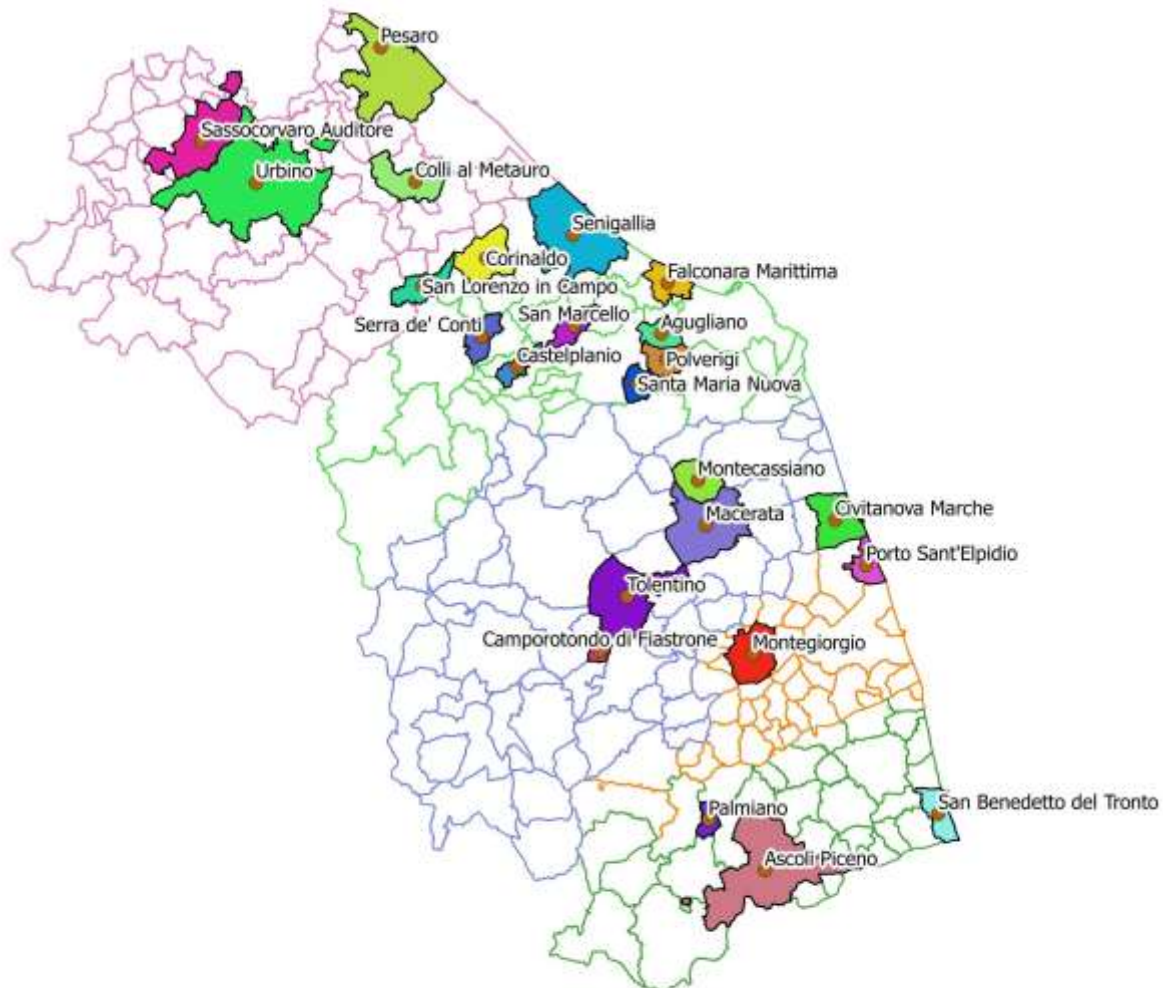 Pesaro
Sassocorvaro Auditore
Urbino
Colli al Metauro
Senigallia
Corinaldo
Falconara Marittima
San Lorenzo in Campo
San Marcello
Serra de' Conti
Agugliano
Castelplanio
Polverigi
Santa Maria Nuova
Montecassiano
Macerata
Civitanova Marche
Porto Sant'Elpidio
Tolentino
Camporotondo di Fiastrone
Montegiorgio
Palmiano
San Benedetto del Tronto
Ascoli Piceno